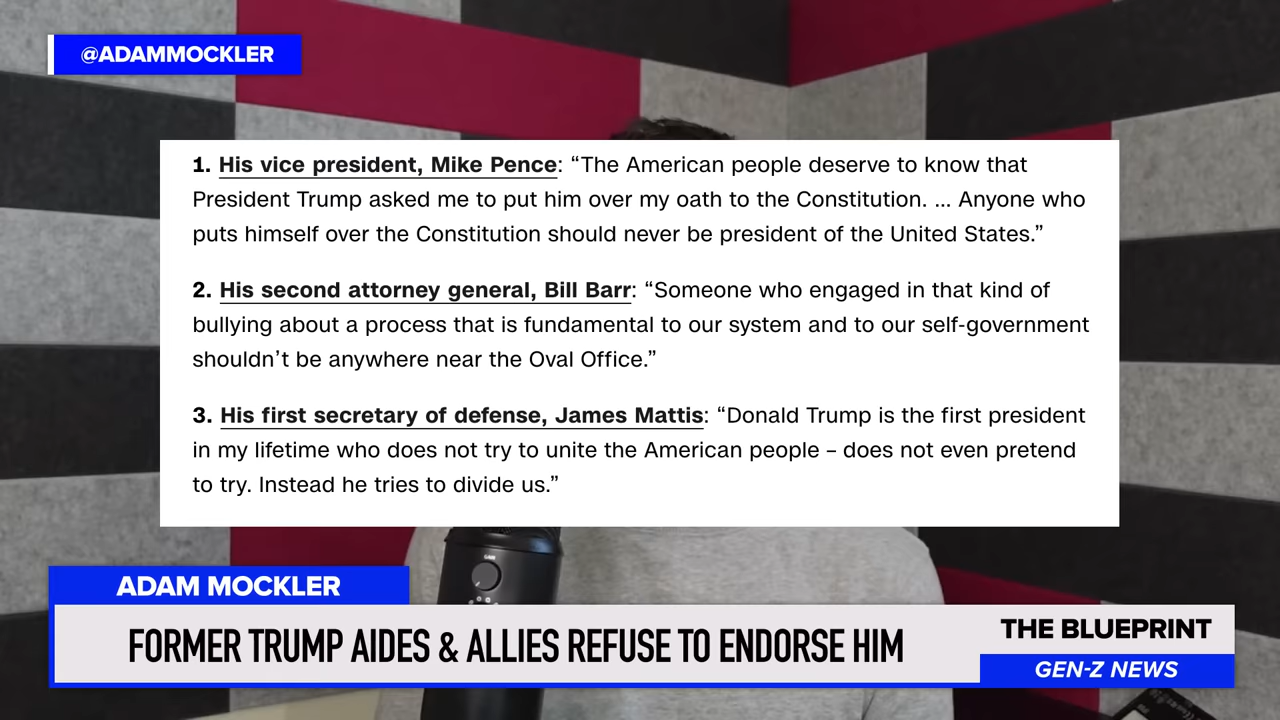 @ADAMMOCKLER
1. His vice president, Mike Pence: “The American people deserve to know that
President Trump asked me to put him over my oath to the Constitution. ... Anyone who
puts himself over the Constitution should never be president of the United States.”
2. His second attorney general, Bill Barr: “Someone who engaged in that kind of
bullying about a process that is fundamental to our system and to our self-government
shouldn’t be anywhere near the Oval Office.”
3. His first secretary of defense, James Mattis: “Donald Trump is the first president
in my lifetime who does not try to unite the American people – does not even pretend
to try. Instead he tries to divide us.”
GAIN
ADAM MOCKLER
FORMER TRUMP AIDES & ALLIES REFUSE TO ENDORSE HIM
THE BLUEPRINT
GEN-Z NEWS